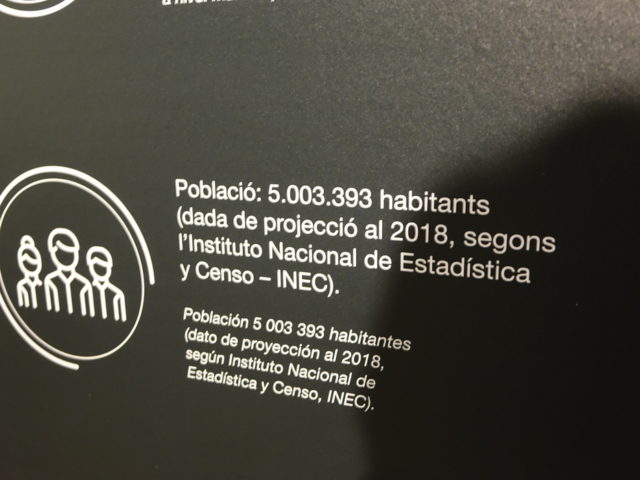 Població: 5.003.393 habitants
(dada de projecció al 2018, segons
l'Instituto Nacional de Estadística
y Censo – INEC).
Población 5 003 393 habitantes
(dato de proyección al 2018,
según Instituto Nacional de
Estadística y Censo, INEC).